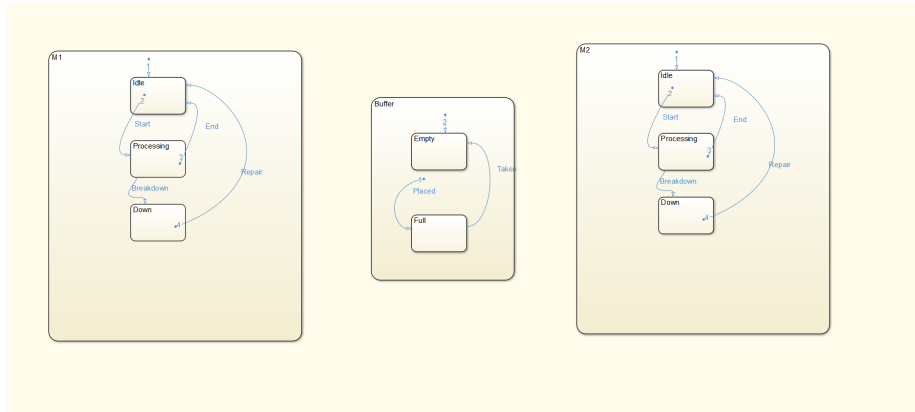 M1
1
Idle
2
Start
End
Processing
3
Breakdown
Repair
Down
4
Buffer
2
Empty
Taken
1
Placed
Full
M2
1
Idle
2
Start
End
Processing
3
Breakdown
Repair
Down
4